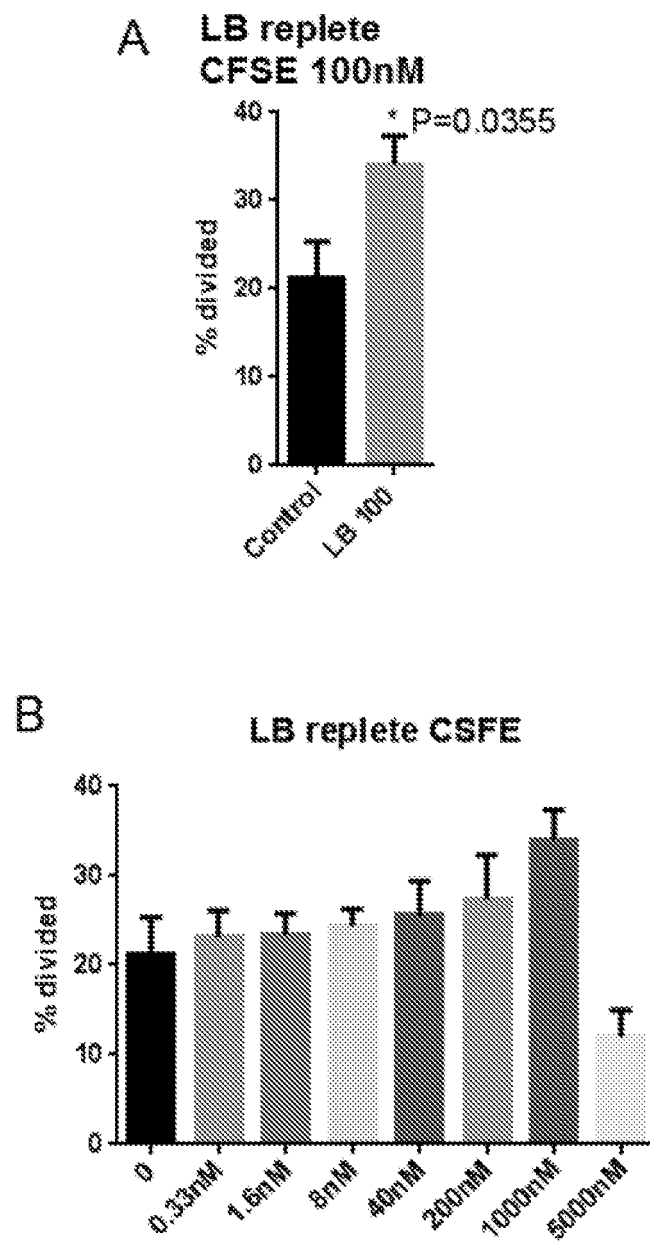 A
LB replete
CFSE 100nM
* P=0.0355
40
30
20
10
0
% divided
Control
LB 100
B
LB replete CSFE
40
30
20
10
0
% divided
0
0.33nM
1.6nM
8nM
40nM
200nM
1000nM
5000nM